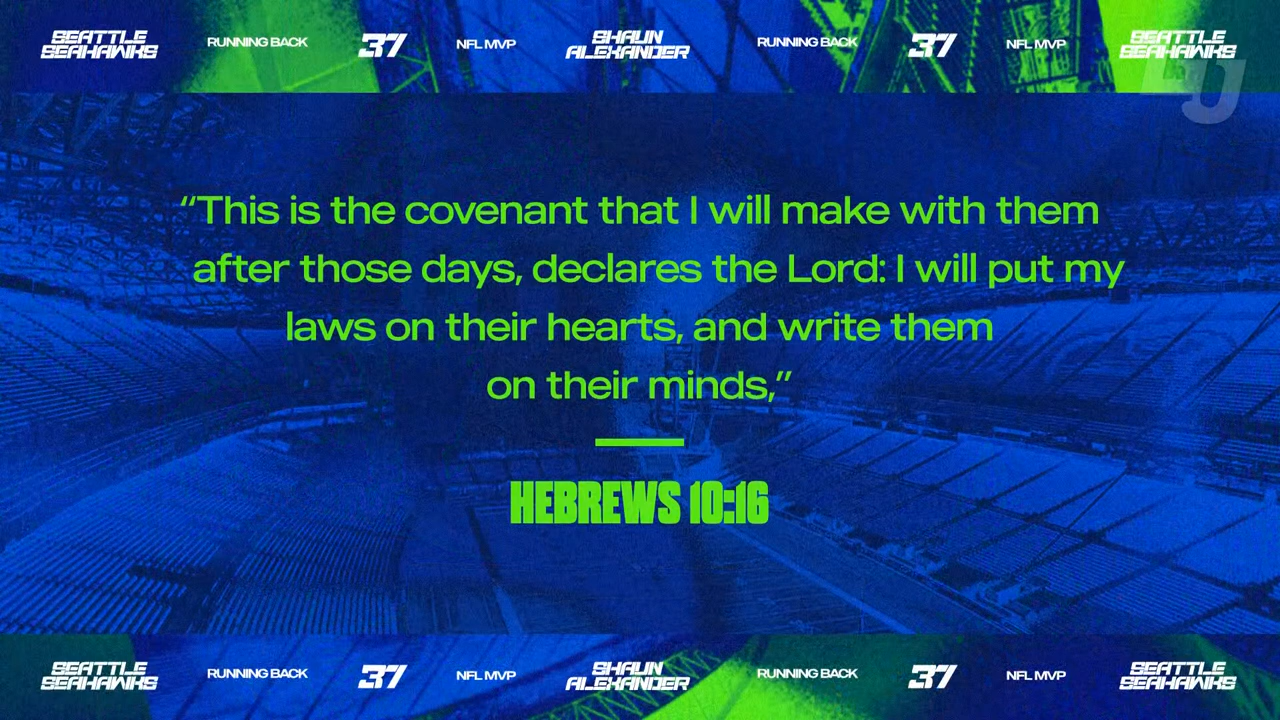 SEATTLE SEAHAWKS RUNNING BACK 37 NFL MVP SHAUN ALEXANDER RUNNING BACK 37 NFL MVP SEATTLE SEAHAWKS
“This is the covenant that I will make with them
after those days, declares the Lord: I will put my
laws on their hearts, and write them
on their minds,”
HEBREWS 10:16
SEATTLE SEAHAWKS RUNNING BACK 37 NFL MVP SHAUN ALEXANDER RUNNING BACK 37 NFL MVP SEATTLE SEAHAWKS